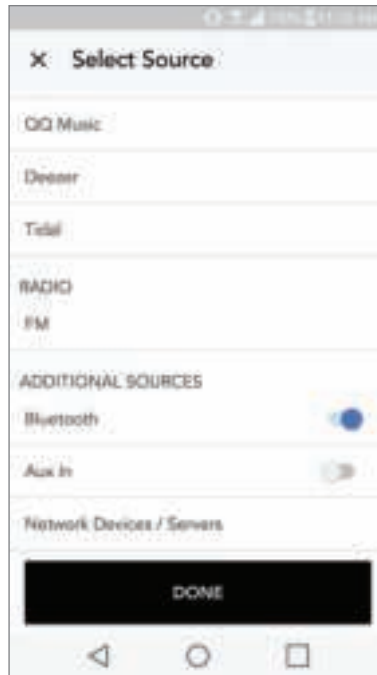 × Select Source
QQ Music
Deezer
Tidal
RADIO
FM
ADDITIONAL SOURCES
Bluetooth
Aux In
Network Devices / Servers
DONE